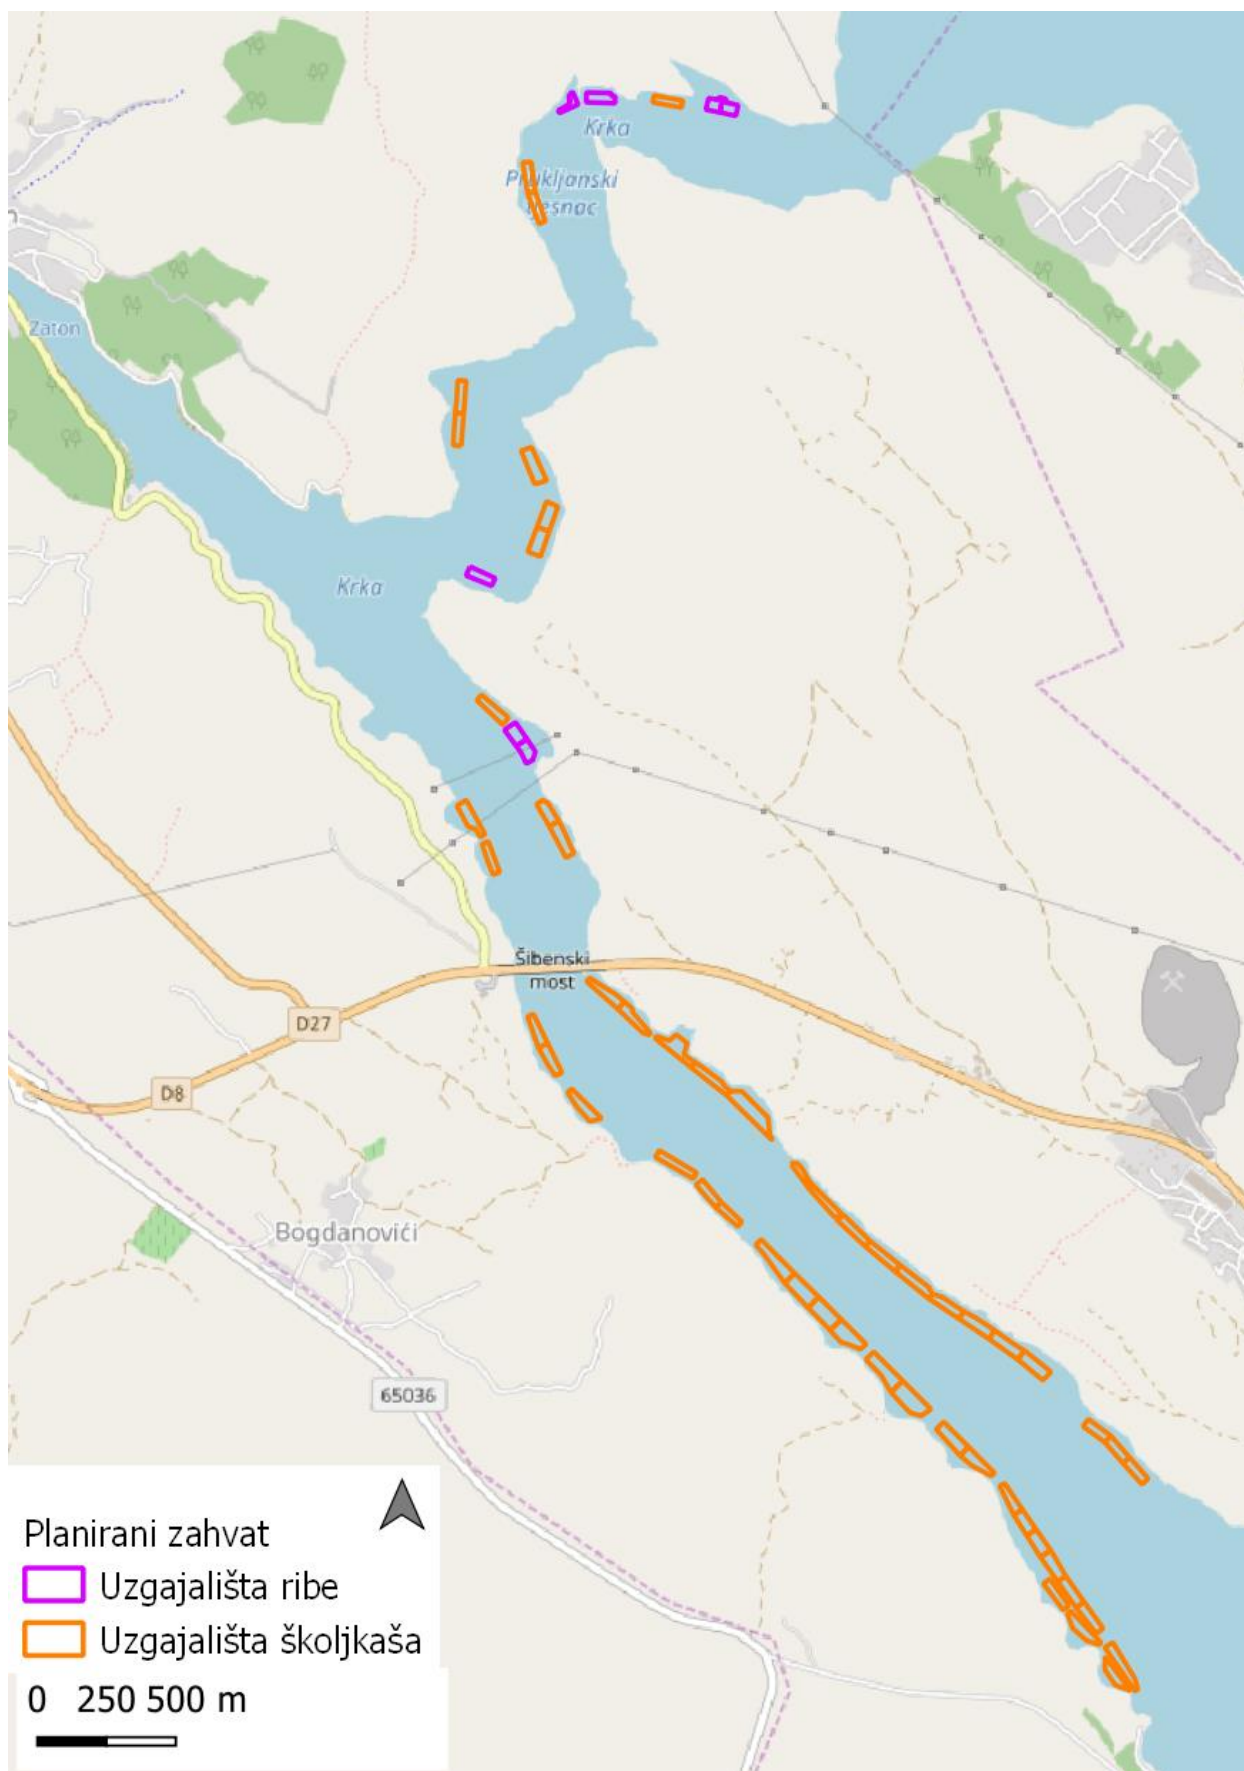 Krka
Prukljanski
tjesnac
Zaton
Krka
Šibenski
most
D27
D8
Bogdanovići
65036
Planirani zahvat
Uzgajališta ribe
Uzgajališta školjkaša
0 250 500 m